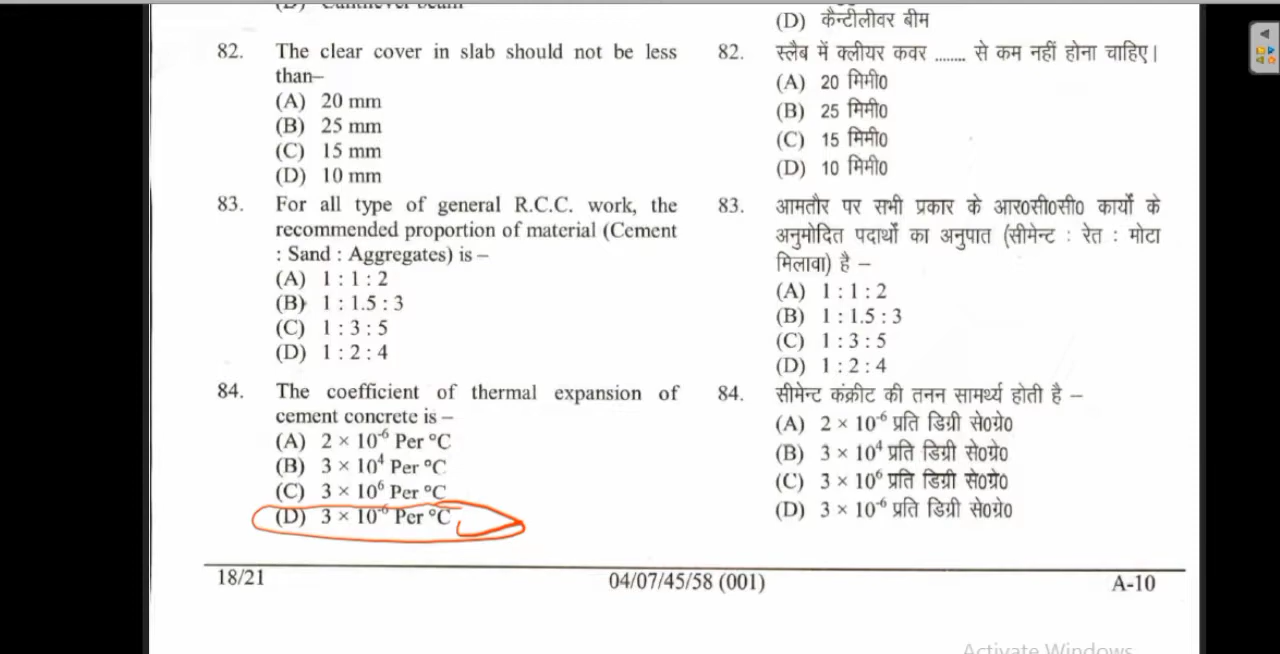 (D) Cantilever beam
82. The clear cover in slab should not be less
than–
(A) 20 mm
(B) 25 mm
(C) 15 mm
(D) 10 mm
83. For all type of general R.C.C. work, the
recommended proportion of material (Cement
: Sand : Aggregates) is –
(A) 1 : 1 : 2
(B) 1 : 1.5 : 3
(C) 1 : 3 : 5
(D) 1 : 2 : 4
84. The coefficient of thermal expansion of
cement concrete is –
(A) 2 × 10⁻⁶ Per °C
(B) 3 × 10⁴ Per °C
(C) 3 × 10⁶ Per °C
(D) 3 × 10⁻⁶ Per °C
(D) कैन्टीलीवर बीम
82. स्लैब में क्लीयर कवर ........ से कम नहीं होना चाहिए।
(A) 20 मिमी0
(B) 25 मिमी0
(C) 15 मिमी0
(D) 10 मिमी0
83. आमतौर पर सभी प्रकार के आर0सी0सी0 कार्यों के
अनुमोदित पदार्थों का अनुपात (सीमेन्ट : रेत : मोटा
मिलावा) है –
(A) 1 : 1 : 2
(B) 1 : 1.5 : 3
(C) 1 : 3 : 5
(D) 1 : 2 : 4
84. सीमेन्ट कंक्रीट की तनन सामर्थ्य होती है –
(A) 2 × 10⁻⁶ प्रति डिग्री से0ग्रे0
(B) 3 × 10⁴ प्रति डिग्री से0ग्रे0
(C) 3 × 10⁶ प्रति डिग्री से0ग्रे0
(D) 3 × 10⁻⁶ प्रति डिग्री से0ग्रे0
18/21 04/07/45/58 (001) A-10
Activate Windows